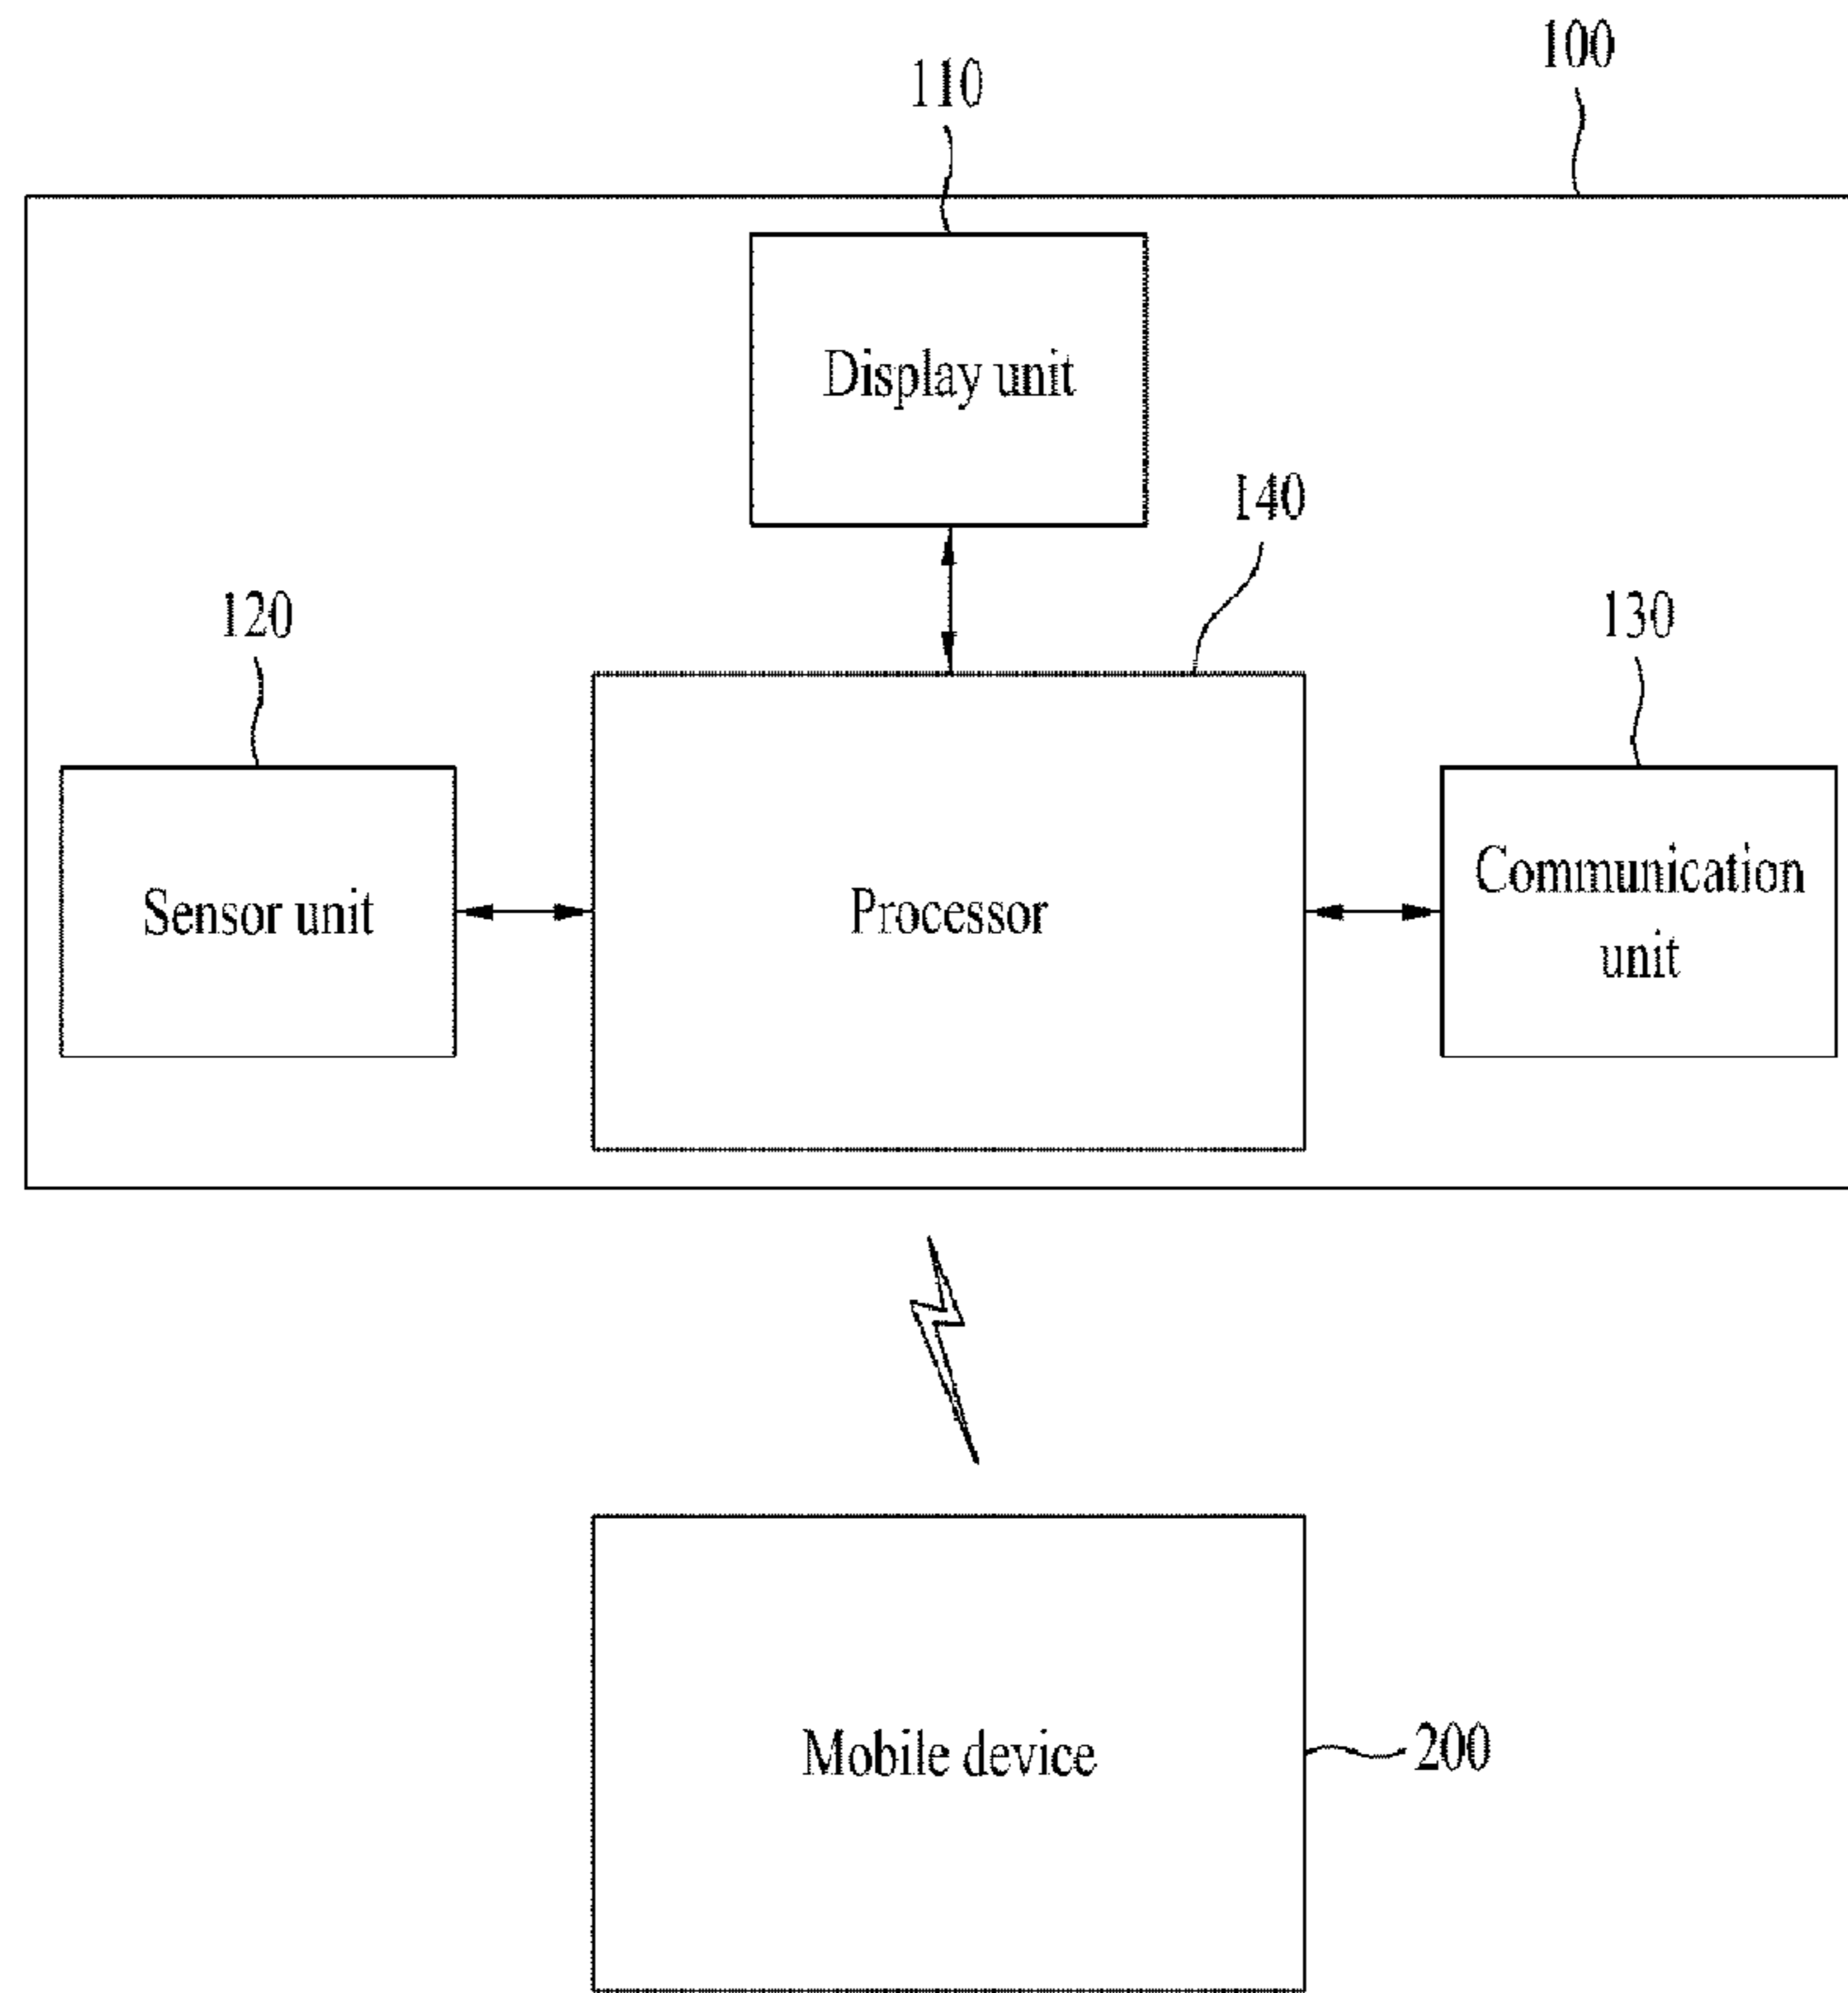 100
110
Display unit
140
120
130
Sensor unit
Processor
Communication
unit
Mobile device
200